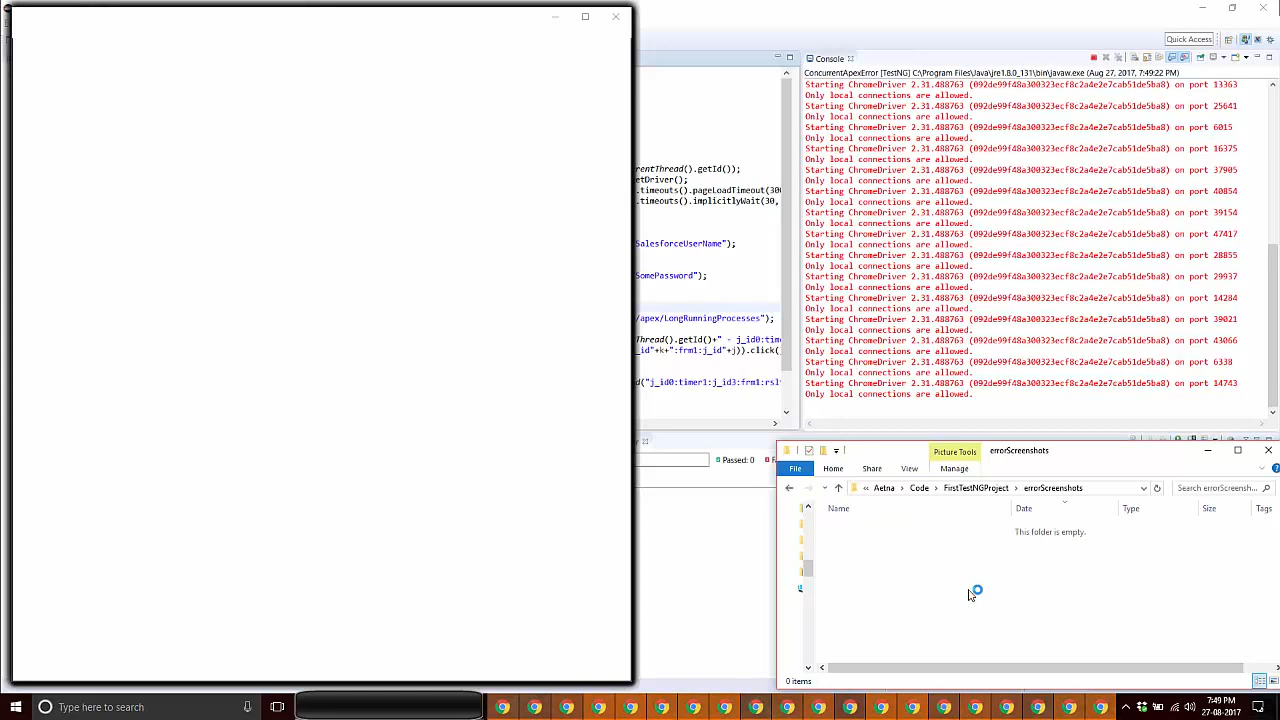 Quick Access
Console
ConcurrentApexError [TestNG] C:\Program Files\Java\jre1.8.0_131\bin\javaw.exe (Aug 27, 2017, 7:49:22 PM)
Starting ChromeDriver 2.31.488763 (092de99f48a300323ecf8c2a4e2e7cab51de5ba8) on port 13363
Only local connections are allowed.
Starting ChromeDriver 2.31.488763 (092de99f48a300323ecf8c2a4e2e7cab51de5ba8) on port 25641
Only local connections are allowed.
Starting ChromeDriver 2.31.488763 (092de99f48a300323ecf8c2a4e2e7cab51de5ba8) on port 6015
Only local connections are allowed.
Starting ChromeDriver 2.31.488763 (092de99f48a300323ecf8c2a4e2e7cab51de5ba8) on port 16375
Only local connections are allowed.
Starting ChromeDriver 2.31.488763 (092de99f48a300323ecf8c2a4e2e7cab51de5ba8) on port 37905
Only local connections are allowed.
Starting ChromeDriver 2.31.488763 (092de99f48a300323ecf8c2a4e2e7cab51de5ba8) on port 40854
Only local connections are allowed.
Starting ChromeDriver 2.31.488763 (092de99f48a300323ecf8c2a4e2e7cab51de5ba8) on port 39154
Only local connections are allowed.
Starting ChromeDriver 2.31.488763 (092de99f48a300323ecf8c2a4e2e7cab51de5ba8) on port 47417
Only local connections are allowed.
Starting ChromeDriver 2.31.488763 (092de99f48a300323ecf8c2a4e2e7cab51de5ba8) on port 28855
Only local connections are allowed.
Starting ChromeDriver 2.31.488763 (092de99f48a300323ecf8c2a4e2e7cab51de5ba8) on port 29937
Only local connections are allowed.
Starting ChromeDriver 2.31.488763 (092de99f48a300323ecf8c2a4e2e7cab51de5ba8) on port 14284
Only local connections are allowed.
Starting ChromeDriver 2.31.488763 (092de99f48a300323ecf8c2a4e2e7cab51de5ba8) on port 39021
Only local connections are allowed.
Starting ChromeDriver 2.31.488763 (092de99f48a300323ecf8c2a4e2e7cab51de5ba8) on port 43066
Only local connections are allowed.
Starting ChromeDriver 2.31.488763 (092de99f48a300323ecf8c2a4e2e7cab51de5ba8) on port 6338
Only local connections are allowed.
Starting ChromeDriver 2.31.488763 (092de99f48a300323ecf8c2a4e2e7cab51de5ba8) on port 14743
Only local connections are allowed.
rentThread().getId());
etDriver();
.timeouts().pageLoadTimeout(300
.timeouts().implicitlyWait(30,
SalesforceUserName");
SomePassword");
/apex/LongRunningProcesses");
Thread().getId()+" - j_id0:time
_id"+k+":frm1:j_id"+j)).click();
d("j_id0:timer1:j_id3:frm1:rslt
Passed: 0
Picture Tools
errorScreenshots
File
Home
Share
View
Manage
« Aetna > Code > FirstTestNGProject > errorScreenshots
Search errorScreensh...
Name
Date
Type
Size
Tags
This folder is empty.
0 items
Type here to search
7:49 PM
27-08-2017